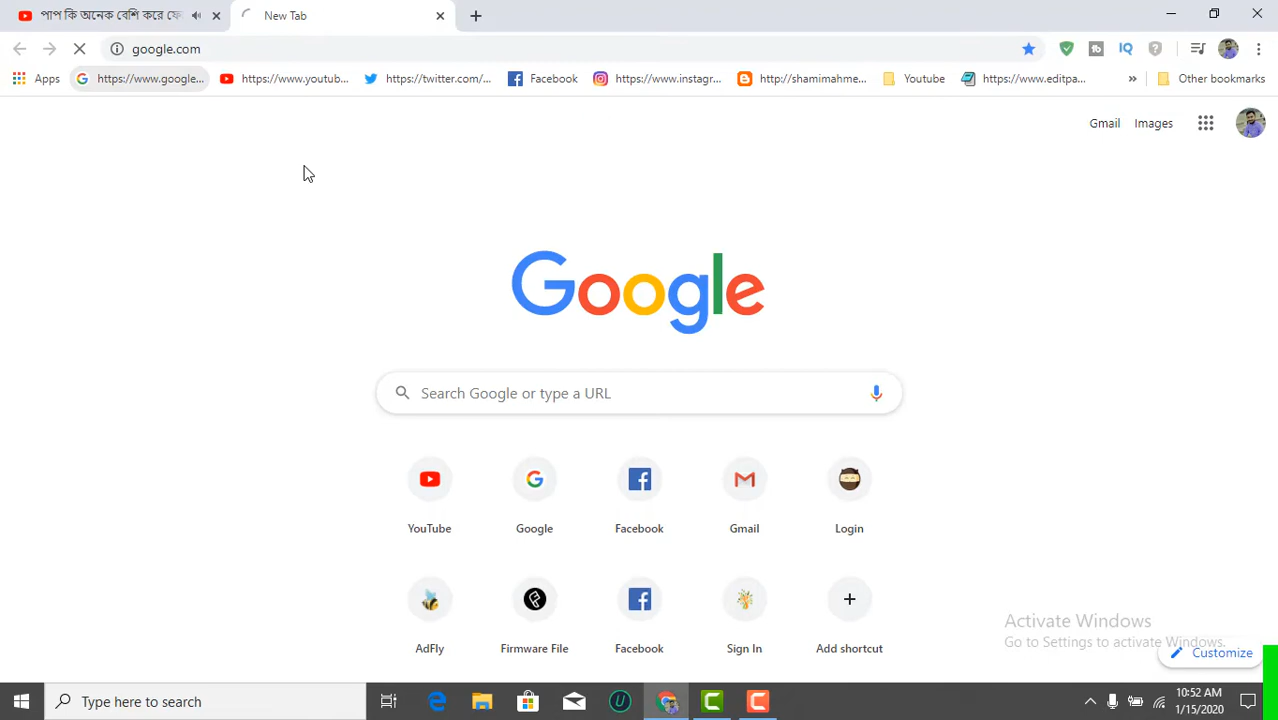 পাপ কি অনেক বেশি করে ফে
New Tab
google.com
Apps
https://www.google...
https://www.youtub...
https://twitter.com/...
Facebook
https://www.instagr...
http://shamimahme...
Youtube
https://www.editpa...
Other bookmarks
Gmail
Images
Google
Search Google or type a URL
YouTube
Google
Facebook
Gmail
Login
AdFly
Firmware File
Facebook
Sign In
Add shortcut
Activate Windows
Go to Settings to activate Windows.
Customize
Type here to search
10:52 AM
1/15/2020